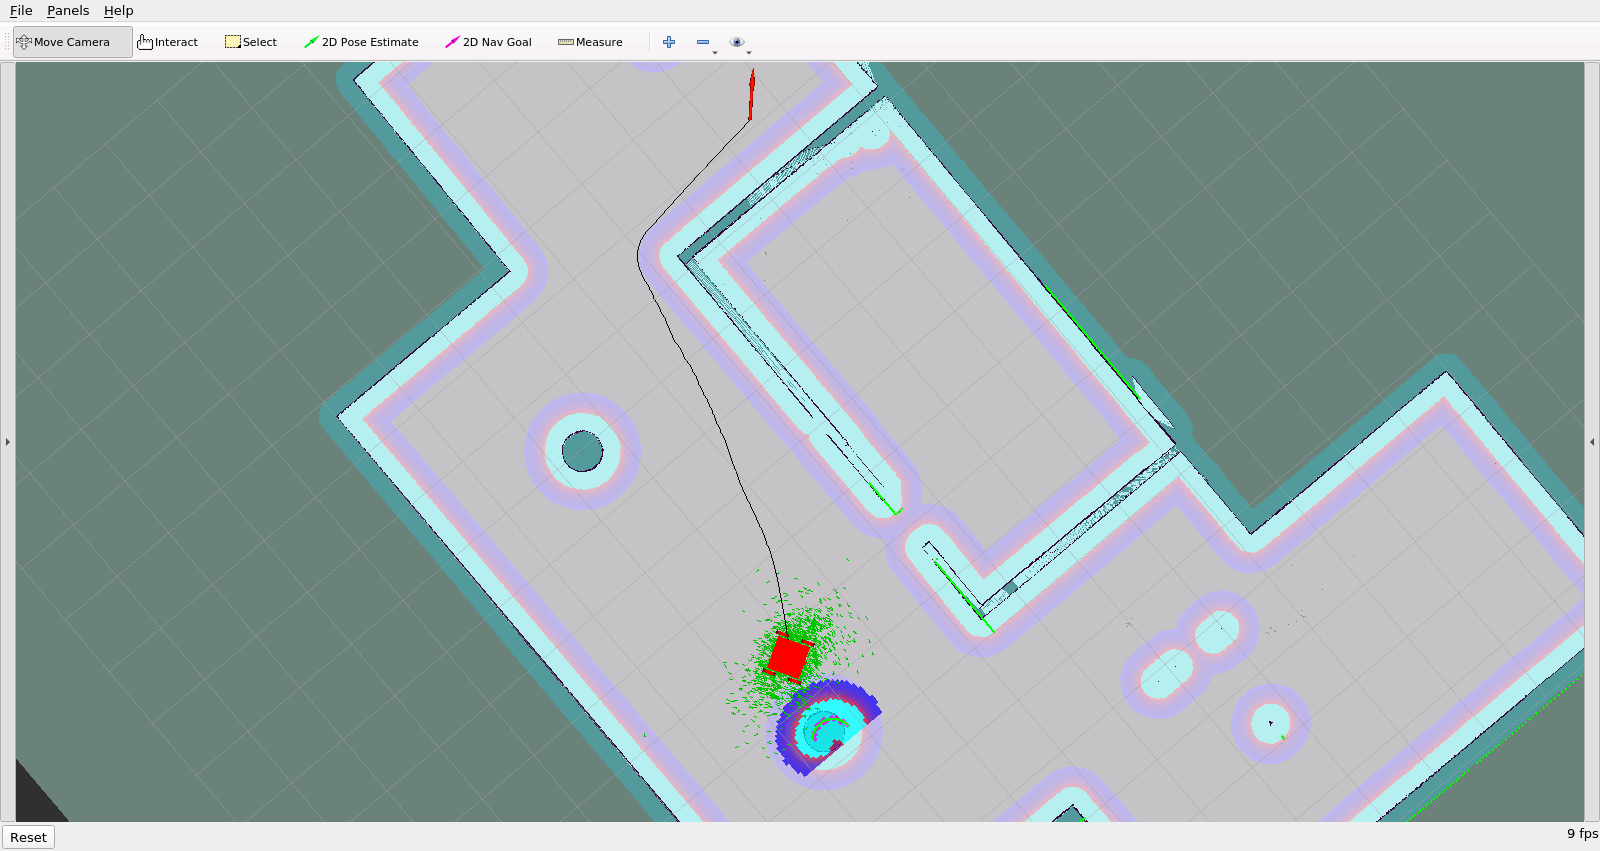 File Panels Help
Move Camera Interact Select 2D Pose Estimate 2D Nav Goal Measure
Reset 9 fps